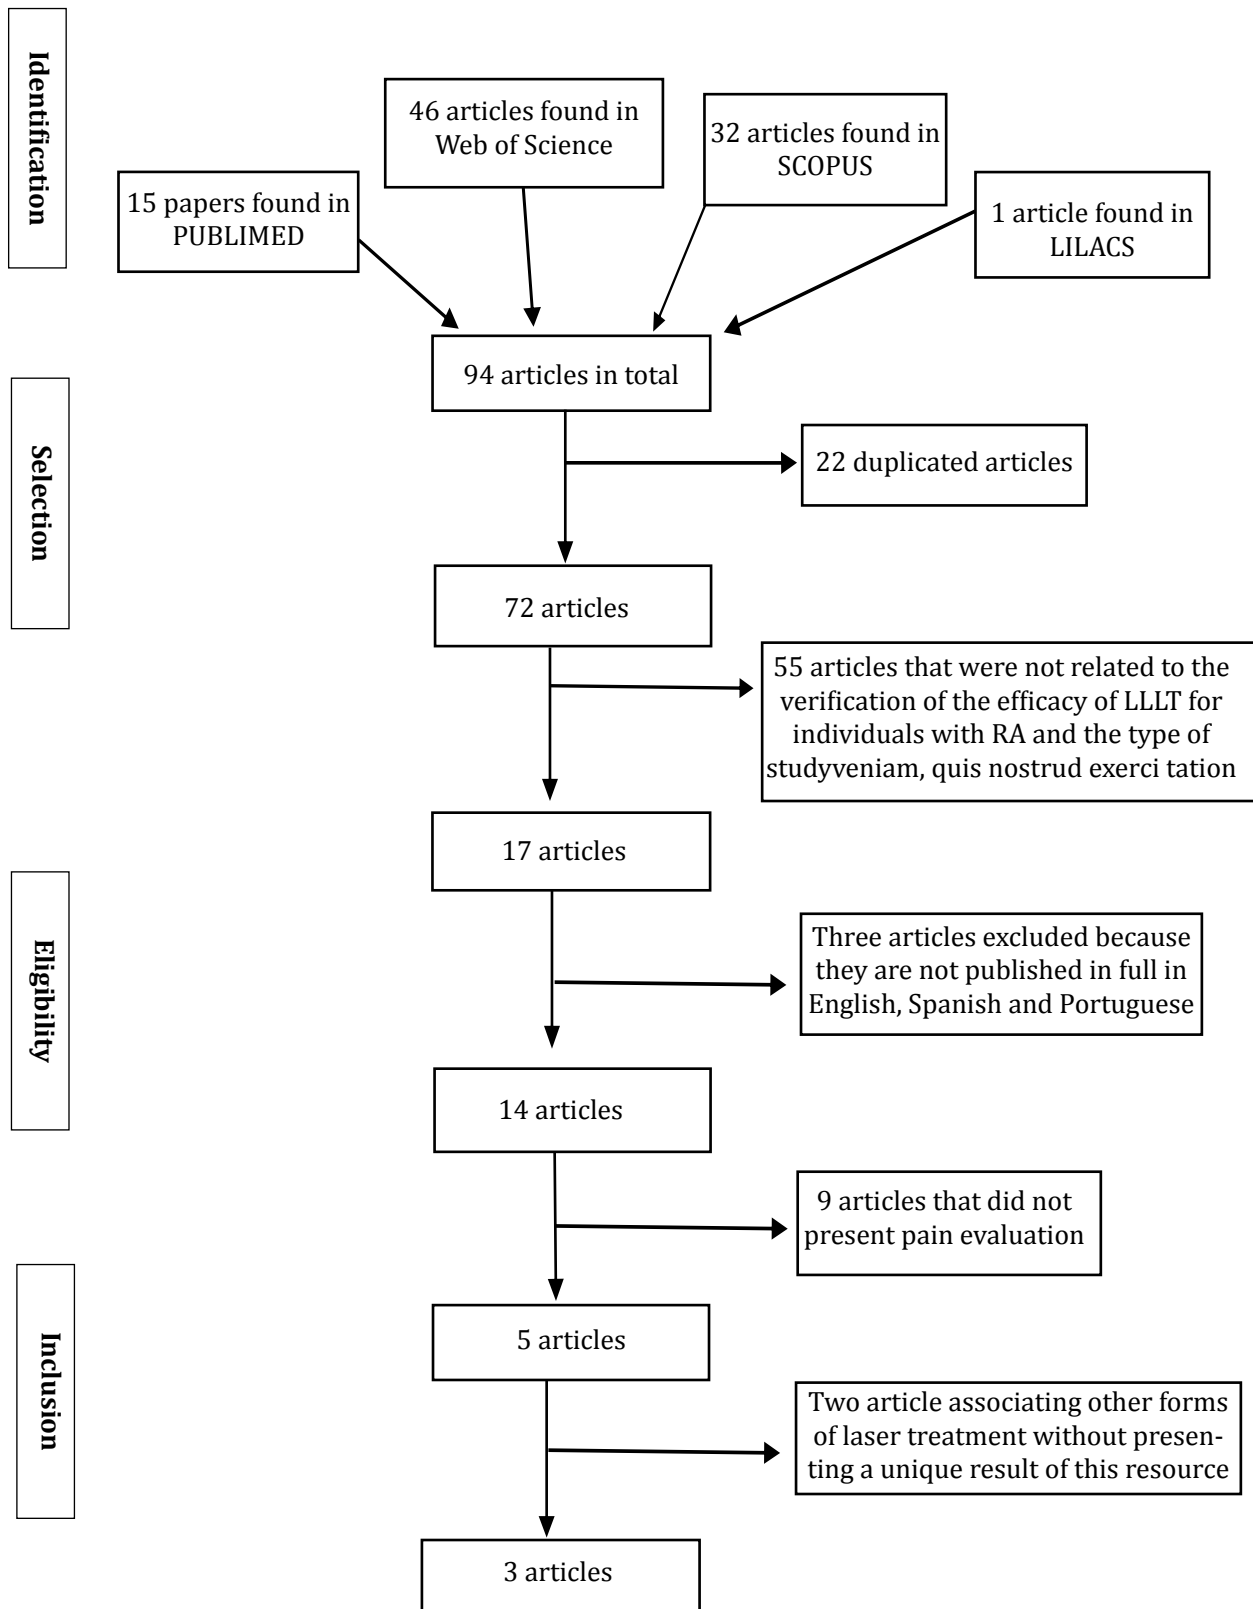 Identification
46 articles found in
Web of Science
32 articles found in
SCOPUS
15 papers found in
PUBLIMED
1 article found in
LILACS
94 articles in total
Selection
22 duplicated articles
72 articles
55 articles that were not related to the
verification of the efficacy of LLLT for
individuals with RA and the type of
studyveniam, quis nostrud exerci tation
17 articles
Eligibility
Three articles excluded because
they are not published in full in
English, Spanish and Portuguese
14 articles
9 articles that did not
present pain evaluation
Inclusion
5 articles
Two article associating other forms
of laser treatment without presen-
ting a unique result of this resource
3 articles